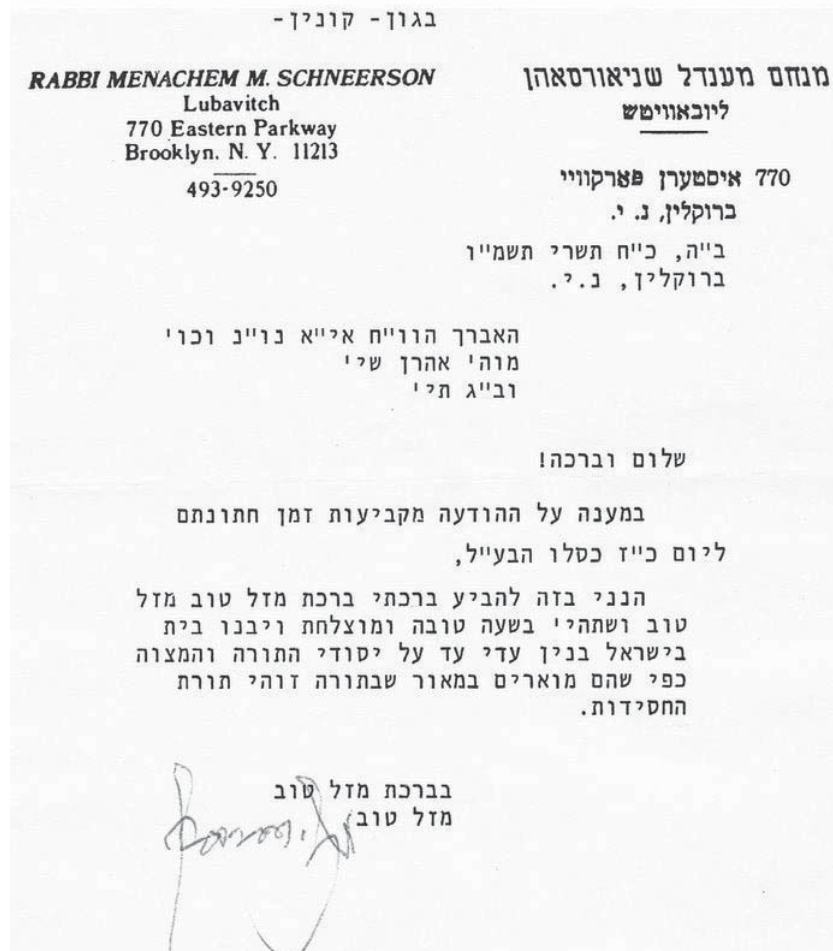 בגון- קונין-
RABBI MENACHEM M. SCHNEERSON
Lubavitch
770 Eastern Parkway
Brooklyn. N. Y. 11213
493-9250
מנחם מענדל שניאורסאהן
ליובאוויטש
770 איסטערן פארקוויי
ברוקלין, נ. י.
ב"ה, כ"ח תשרי תשמ"ו
ברוקלין, נ.י.
האברך הוו"ח אי"א נו"נ וכו'
מוה' אהרן שי'
וב"ג תי'
שלום וברכה!
במענה על ההודעה מקביעות זמן חתונתם
ליום כ"ז כסלו הבע"ל,
הנני בזה להביע ברכתי ברכת מזל טוב מזל
טוב ושתהי' בשעה טובה ומוצלחת ויבנו בית
בישראל בנין עדי עד על יסודי התורה והמצוה
כפי שהם מוארים במאור שבתורה זוהי תורת
החסידות.
בברכת מזל טוב
מזל טוב